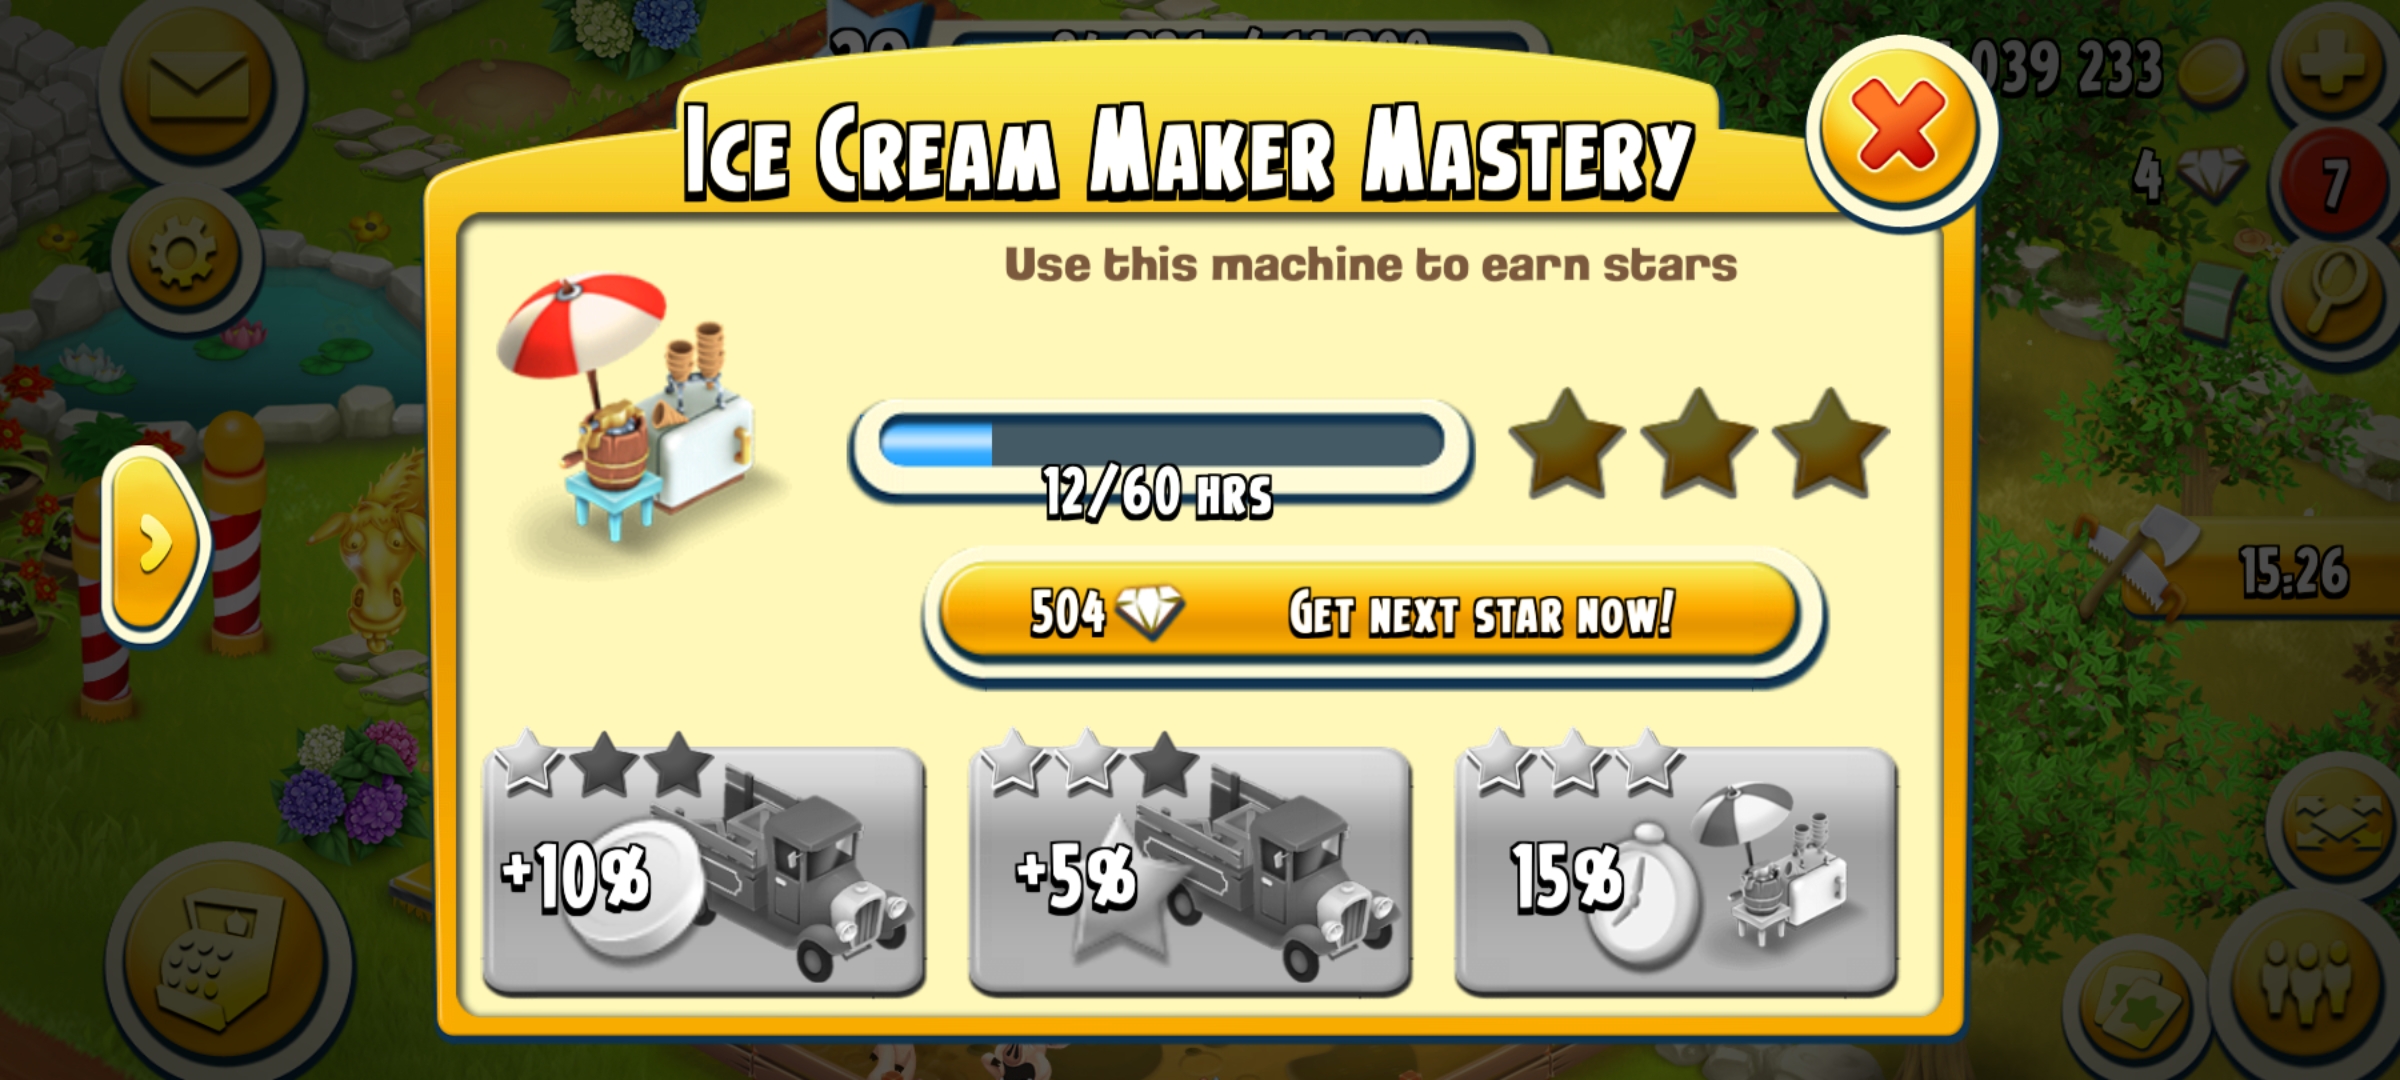 039 233
ICE CREAM MAKER MASTERY
4
7
Use this machine to earn stars
12/60 HRS
15:26
504 GET NEXT STAR NOW!
+10%
+5%
15%